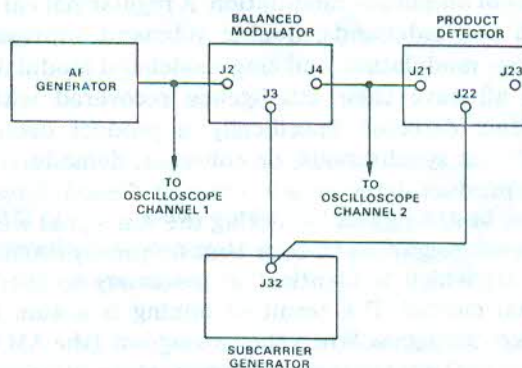 BALANCED
MODULATOR
PRODUCT
DETECTOR
AF
GENERATOR
J2
J4
J3
J21
J23
J22
TO
OSCILLOSCOPE
CHANNEL 1
TO
OSCILLOSCOPE
CHANNEL 2
J32
SUBCARRIER
GENERATOR